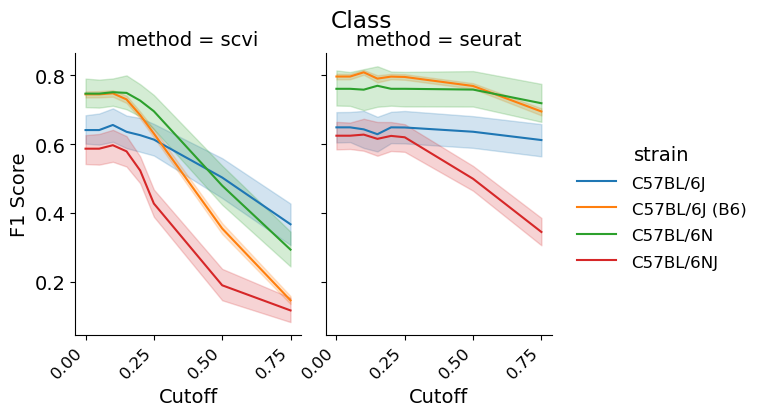 Class
method = scvi
method = seurat
F1 Score
0.8
0.6
0.4
0.2
0.00
0.25
0.50
0.75
Cutoff
0.00
0.25
0.50
0.75
Cutoff
strain
C57BL/6J
C57BL/6J (B6)
C57BL/6N
C57BL/6NJ